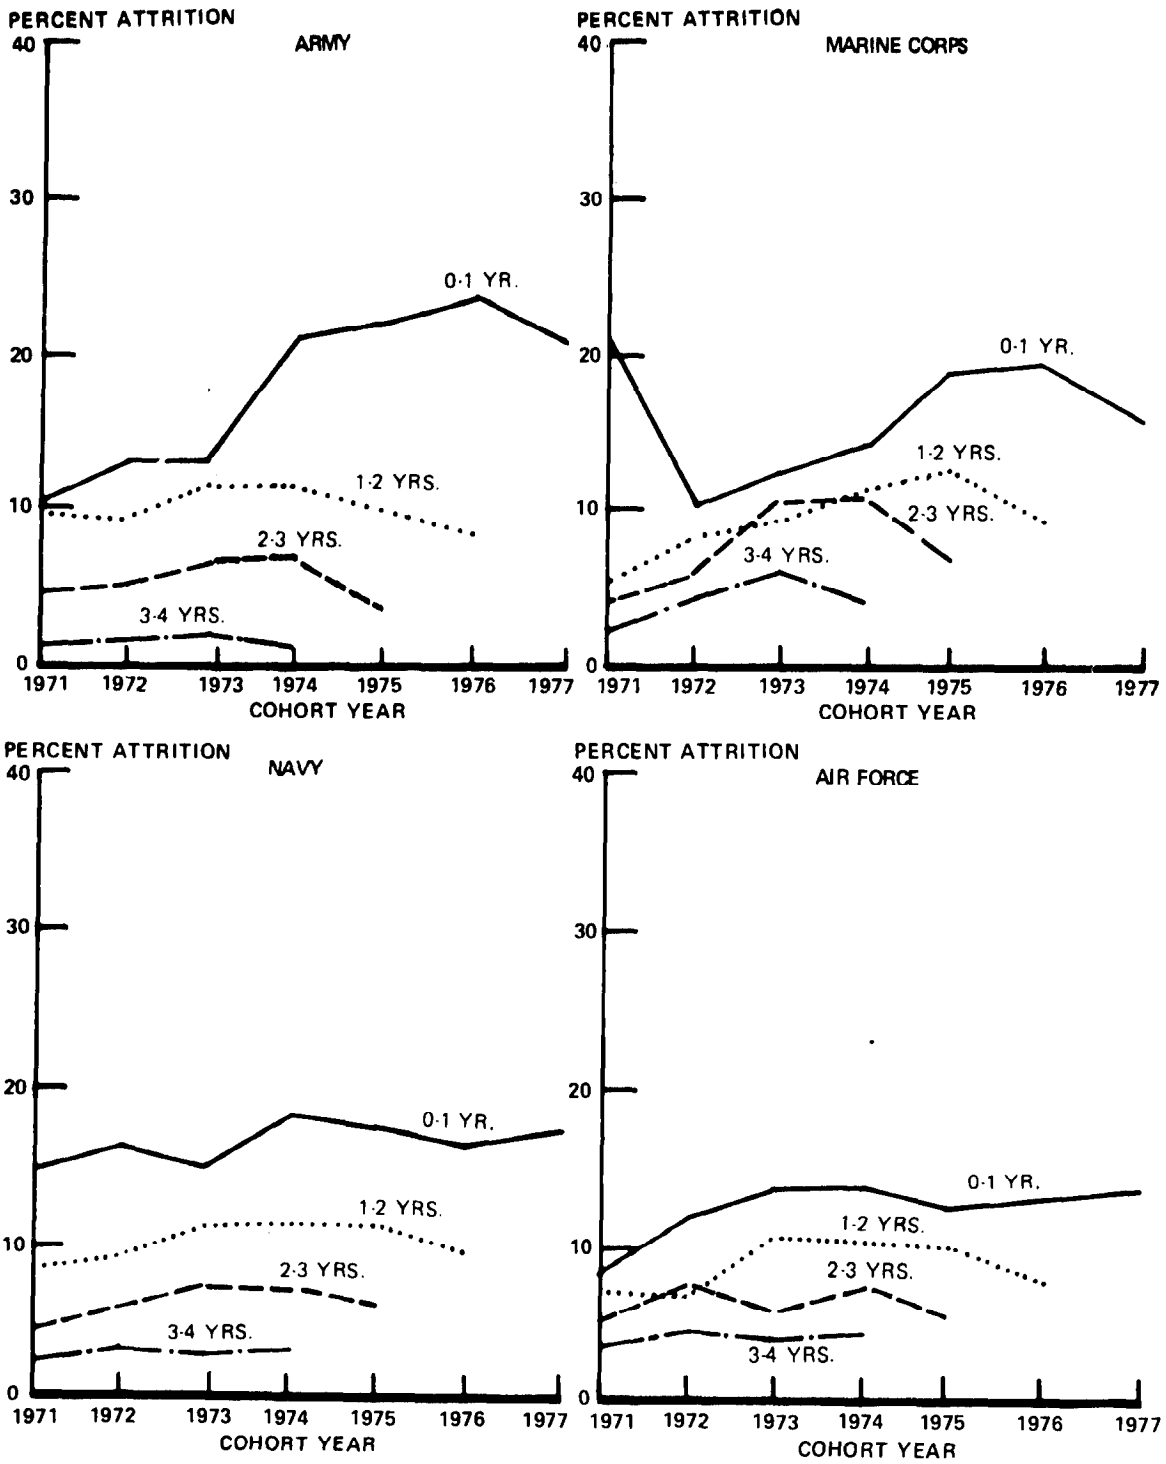 PERCENT ATTRITION
ARMY
40
30
20
10
0
0-1 YR.
1-2 YRS.
2-3 YRS.
3-4 YRS.
1971 1972 1973 1974 1975 1976 1977
COHORT YEAR
PERCENT ATTRITION
MARINE CORPS
40
30
20
10
0
0-1 YR.
1-2 YRS.
2-3 YRS.
3-4 YRS.
1971 1972 1973 1974 1975 1976 1977
COHORT YEAR
PERCENT ATTRITION
NAVY
40
30
20
10
0
0-1 YR.
1-2 YRS.
2-3 YRS.
3-4 YRS.
1971 1972 1973 1974 1975 1976 1977
COHORT YEAR
PERCENT ATTRITION
AIR FORCE
40
30
20
10
0
0-1 YR.
1-2 YRS.
2-3 YRS.
3-4 YRS.
1971 1972 1973 1974 1975 1976 1977
COHORT YEAR